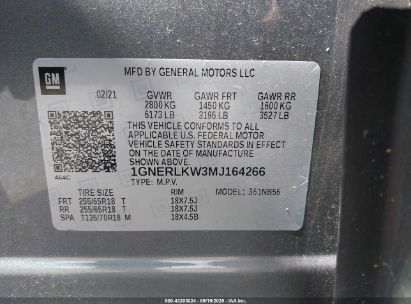 GM
MFD BY GENERAL MOTORS LLC
02/21 GVWR GAWR FRT GAWR RR
2800 KG 1450 KG 1600 KG
6173 LB 3196 LB 3527 LB
THIS VEHICLE CONFORMS TO ALL APPLICABLE
U.S. FEDERAL MOTOR
VEHICLE SAFETY STANDARDS IN EFFECT
ON THE DATE OF MANUFACTURE
SHOWN ABOVE.
1GNERLKW3MJ164266
464C TYPE: M.P.V. MODEL: 361NB56
TIRE SIZE RIM
FRT 255/65R18 T 18X7.5J
RR 255/65R18 T 18X7.5J
SPA T135/70R18 M 18X4.5B